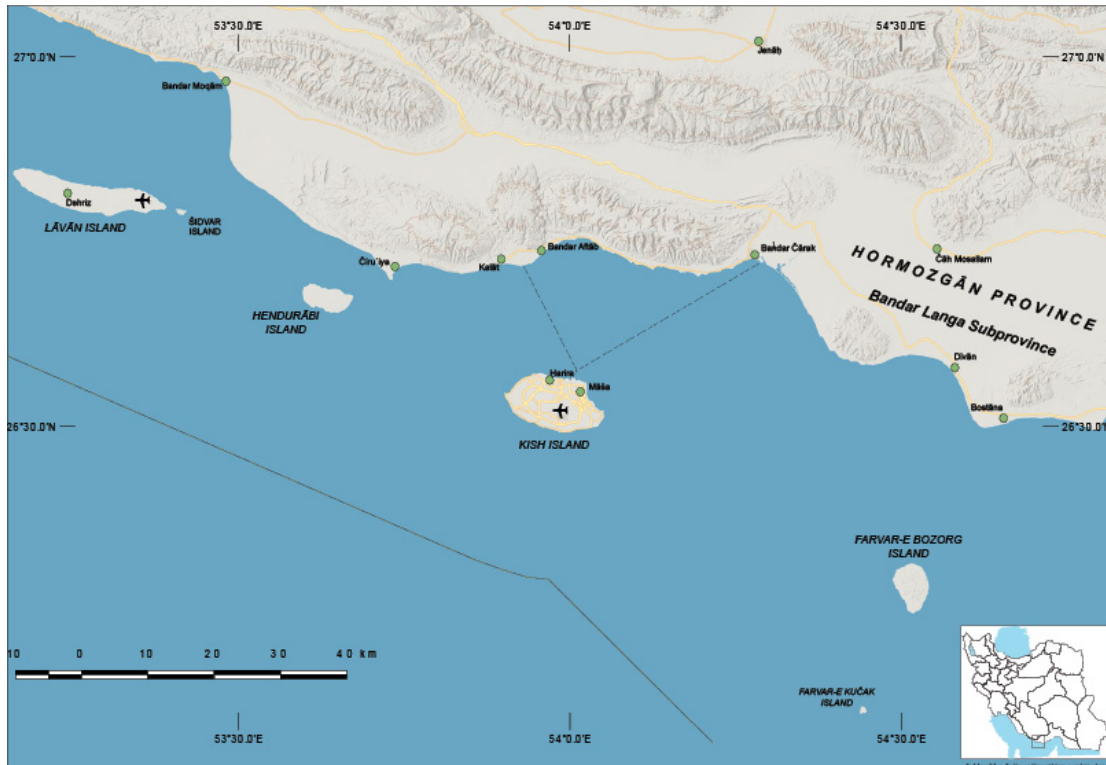 53°30.0'E
54°0.0'E
54°30.0'E
27°0.0'N
27°0.0'N
Jenāḥ
Bandar Moqām
Dehriz
LĀVĀN ISLAND
ŠIDVAR
ISLAND
Bandar Aftāb
Kalāt
Bandar Čārak
Čāh Mosallam
HORMOZGĀN PROVINCE
Bandar Langa Subprovince
HENDURĀBI
ISLAND
Divān
Harira
Māša
Bostāna
KISH ISLAND
26°30.0'N
26°30.0'N
FARVAR-E BOZORG
ISLAND
10 0 10 20 30 40 km
FARVAR-E KUČAK
ISLAND
53°30.0'E
54°0.0'E
54°30.0'E